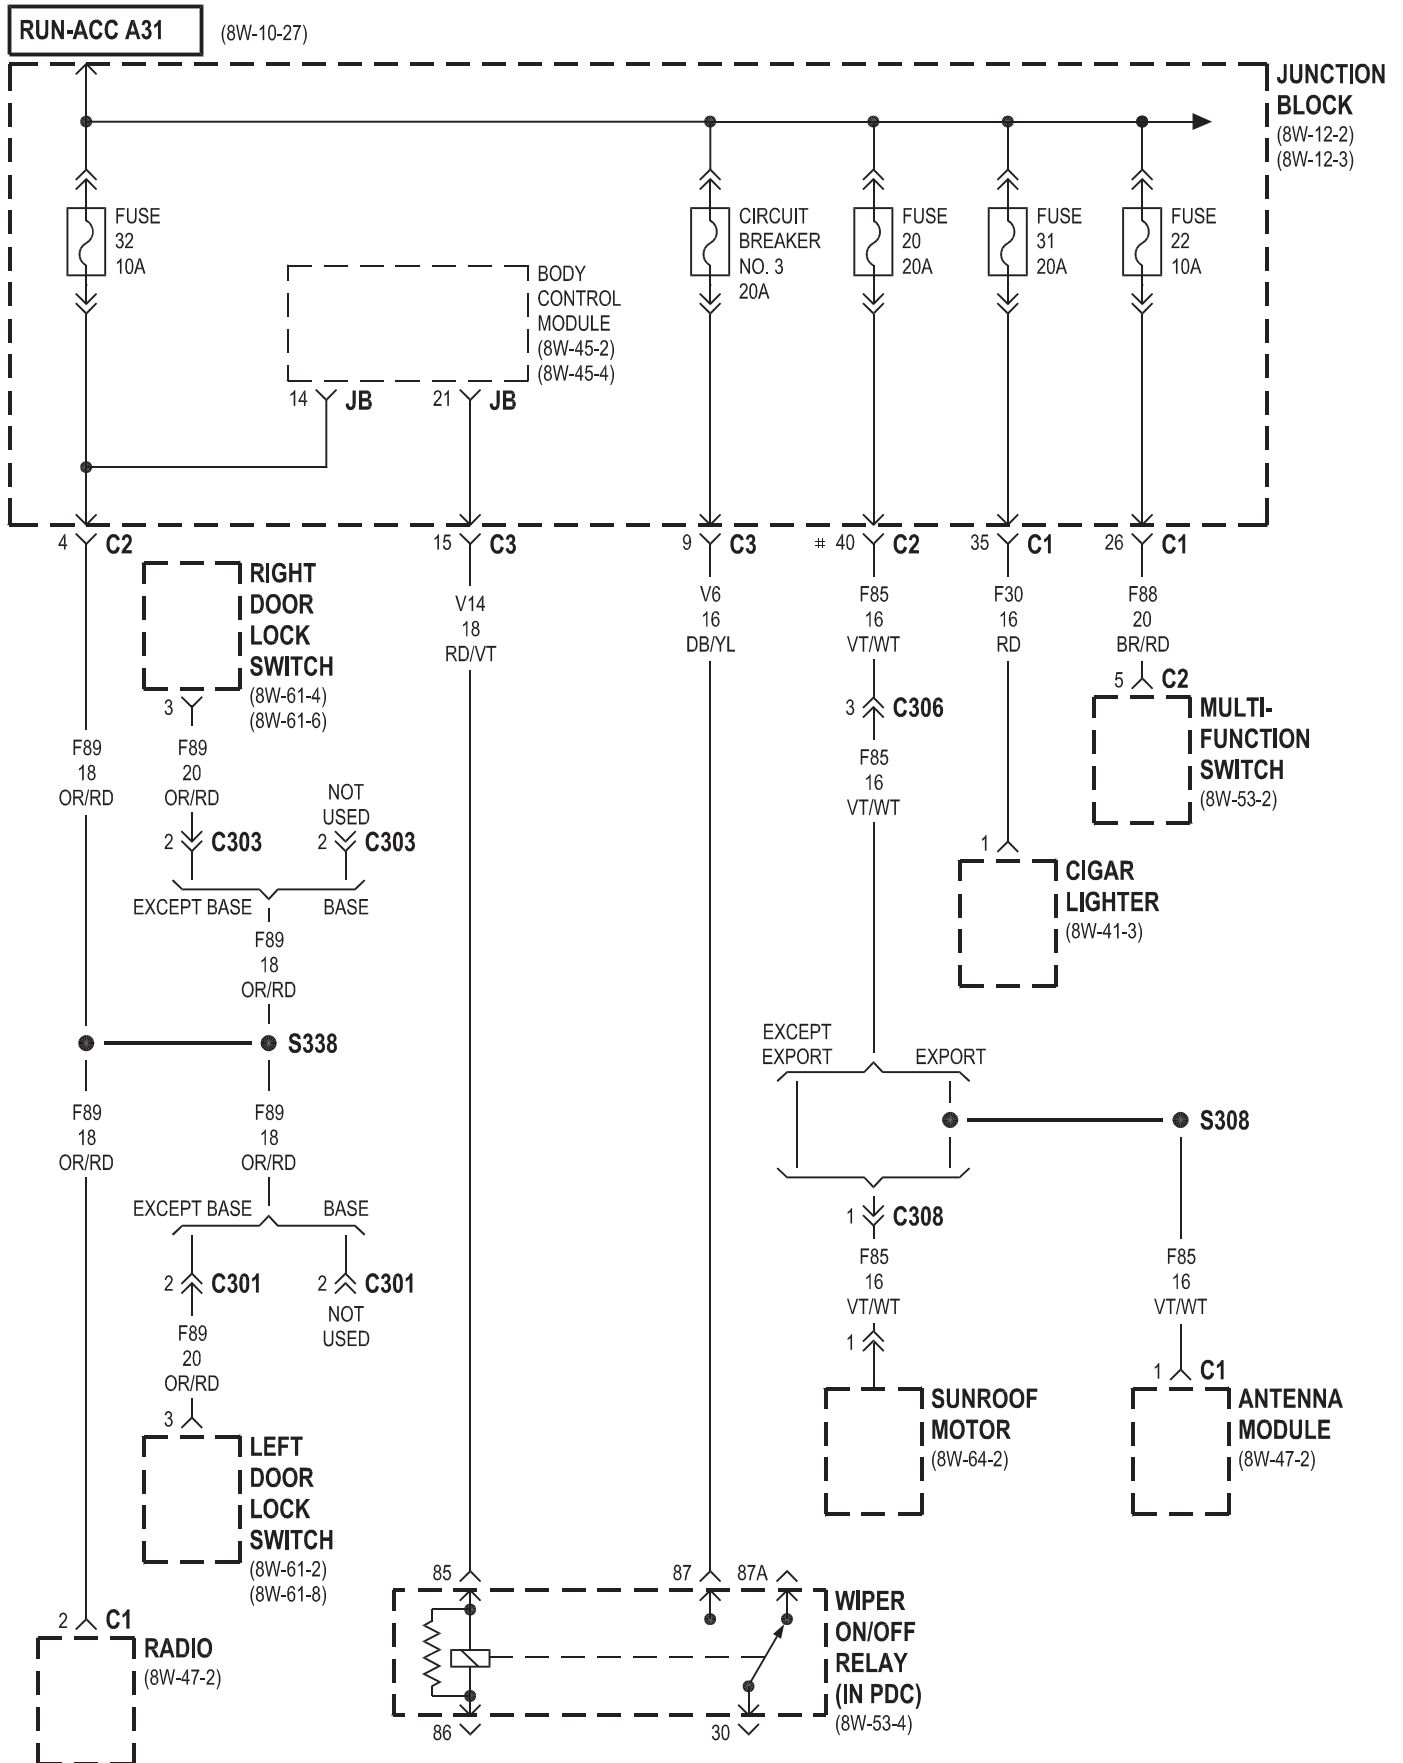 RUN-ACC A31
(8W-10-27)
JUNCTION
BLOCK
(8W-12-2)
(8W-12-3)
FUSE
32
10A
CIRCUIT
BREAKER
NO. 3
20A
FUSE
20
20A
FUSE
31
20A
FUSE
22
10A
BODY
CONTROL
MODULE
(8W-45-2)
(8W-45-4)
14 JB
21 JB
4 C2
15 C3
9 C3
# 40 C2
35 C1
26 C1
RIGHT
DOOR
LOCK
SWITCH
(8W-61-4)
(8W-61-6)
3
V14
18
RD/VT
V6
16
DB/YL
F85
16
VT/WT
F30
16
RD
F88
20
BR/RD
5 C2
MULTI-
FUNCTION
SWITCH
(8W-53-2)
3 C306
F85
16
VT/WT
F89
18
OR/RD
F89
20
OR/RD
NOT
USED
2 C303
2 C303
EXCEPT BASE
BASE
1
CIGAR
LIGHTER
(8W-41-3)
F89
18
OR/RD
S338
EXCEPT
EXPORT
EXPORT
S308
F89
18
OR/RD
F89
18
OR/RD
EXCEPT BASE
BASE
1 C308
2 C301
2 C301
NOT
USED
F85
16
VT/WT
F85
16
VT/WT
F89
20
OR/RD
1
1 C1
3
LEFT
DOOR
LOCK
SWITCH
(8W-61-2)
(8W-61-8)
SUNROOF
MOTOR
(8W-64-2)
ANTENNA
MODULE
(8W-47-2)
85
87
87A
WIPER
ON/OFF
RELAY
(IN PDC)
(8W-53-4)
86
30
2 C1
RADIO
(8W-47-2)